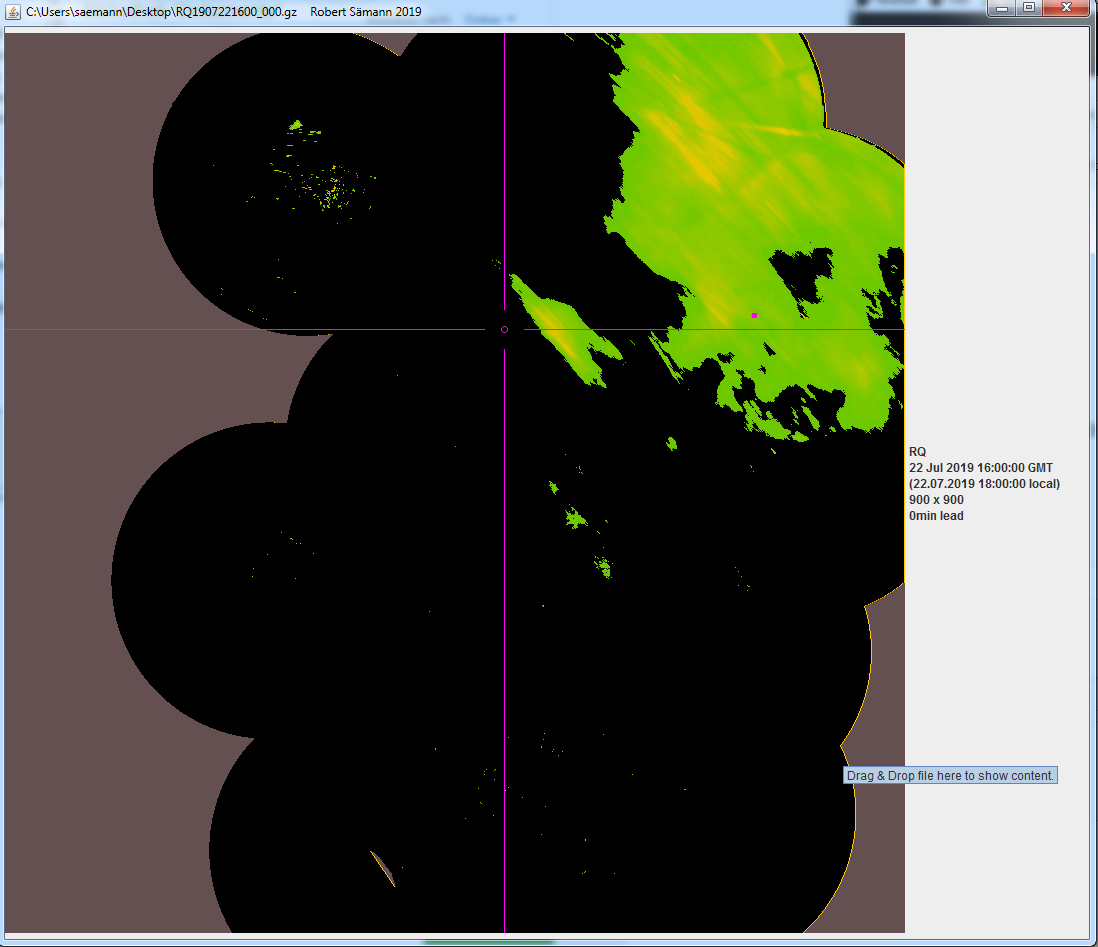 C:\Users\saemann\Desktop\RQ1907221600_000.gz    Robert Sämann 2019
RQ
22 Jul 2019 16:00:00 GMT
(22.07.2019 18:00:00 local)
900 x 900
0min lead
Drag & Drop file here to show content.